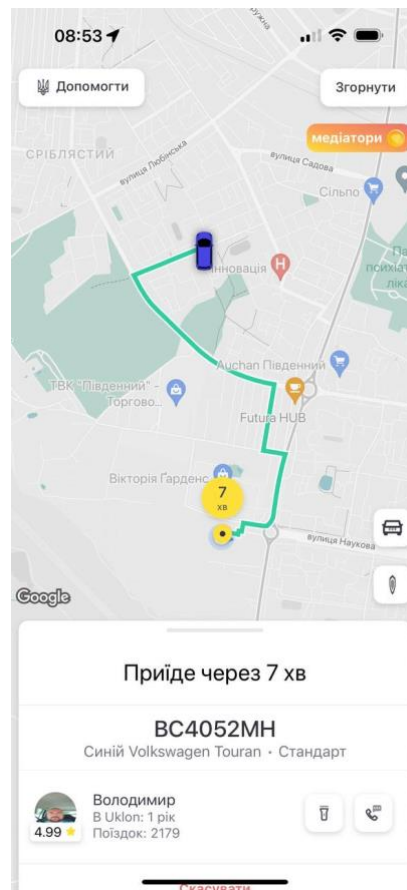 08:53
Допомогти
Згорнути
медіатори
СРІБЛЯСТИЙ
вулиця Любінська
вулиця Садова
Сільпо
Інновація
H
Auchan Південний
ТВК "Південний" -
Торгово...
Futura HUB
Вікторія Ґарденс
7
хв
вулиця Наукова
Google
Приїде через 7 хв
BC4052MH
Синій Volkswagen Touran • Стандарт
Володимир
В Uklon: 1 рік
4.99
Поїздок: 2179
Скасувати